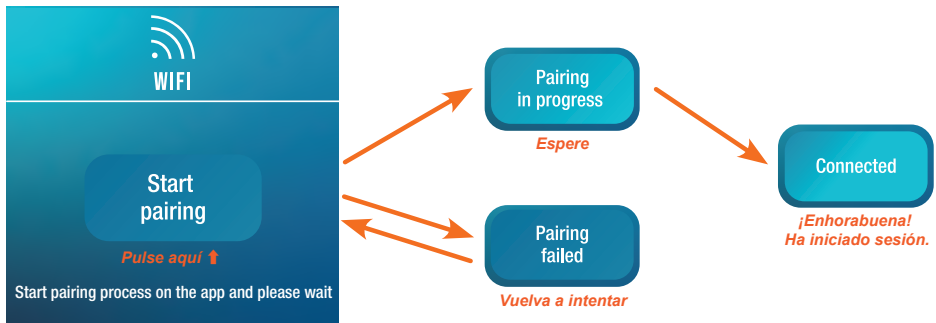 WIFI
Start
pairing
Pulse aquí ⬆
Start pairing process on the app and please wait
Pairing
in progress
Espere
Pairing
failed
Vuelva a intentar
Connected
¡Enhorabuena!
Ha iniciado sesión.